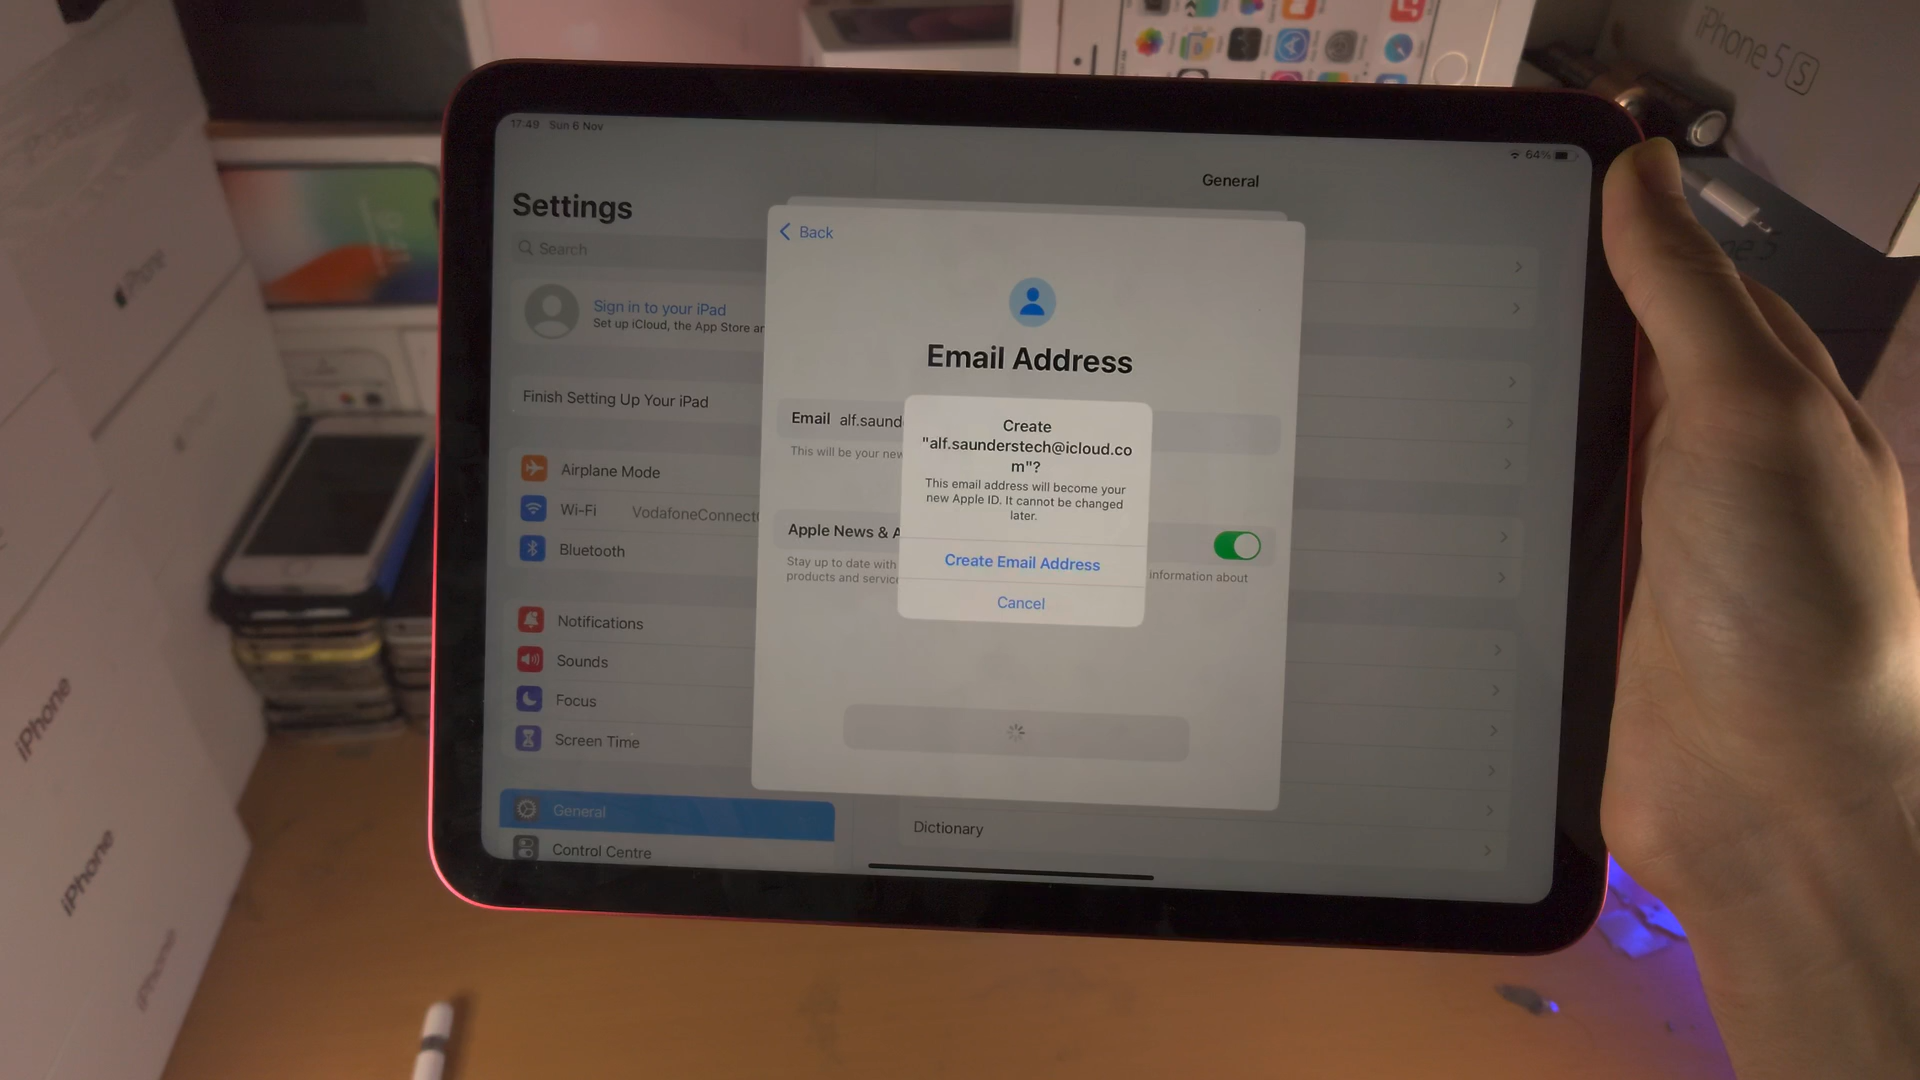 17:49 Sun 6 Nov
64%
Settings
Search
Sign in to your iPad
Set up iCloud, the App Store
Finish Setting Up Your iPad
Airplane Mode
Wi-Fi VodafoneConnect
Bluetooth
Notifications
Sounds
Focus
Screen Time
General
Control Centre
General
Dictionary
Back
Email Address
Email alf.saund
This will be your new
Apple News &
Stay up to date with
information about
products and
Create
"alf.saunderstech@icloud.co
m"?
This email address will become your
new Apple ID. It cannot be changed
later.
Create Email Address
Cancel
iPhone
iPhone
iPhone
iPhone
iPhone 5 S